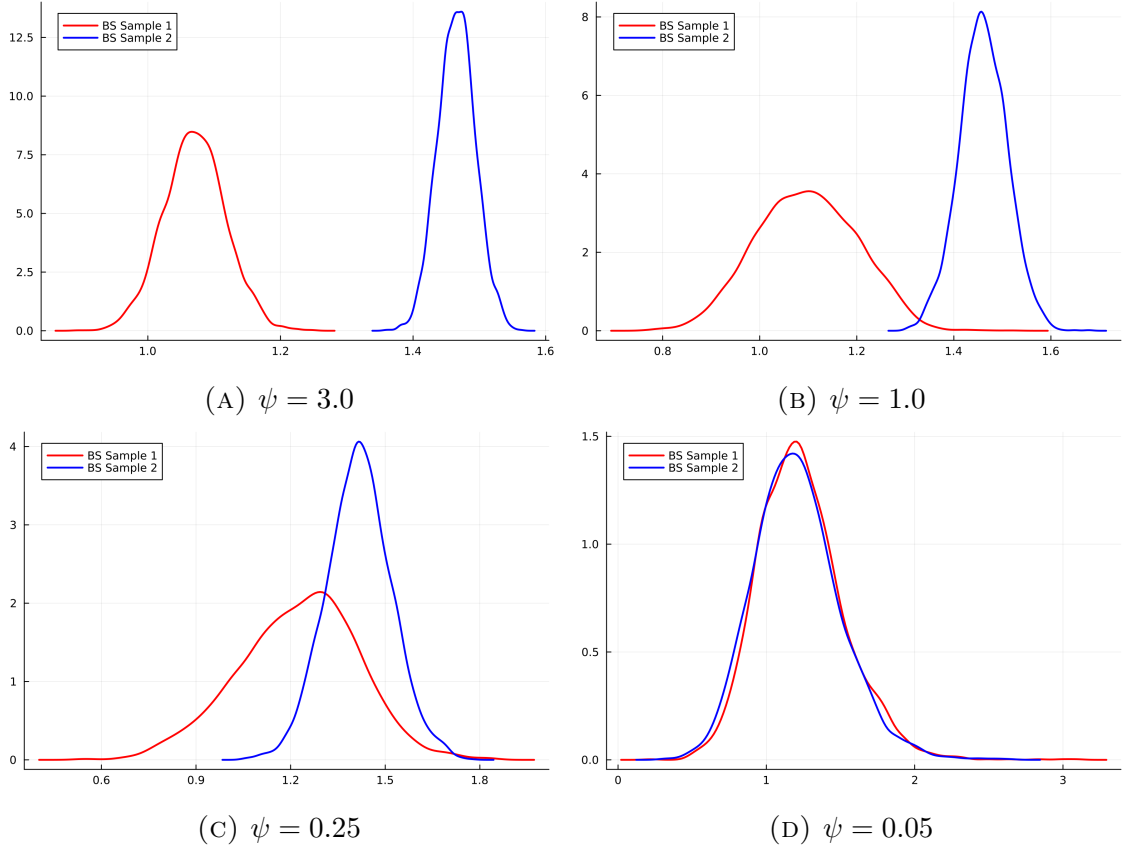 BS Sample 1
BS Sample 2
12.5
10.0
7.5
5.0
2.5
0.0
1.0 1.2 1.4 1.6
(A) ψ = 3.0
BS Sample 1
BS Sample 2
8
6
4
2
0
0.8 1.0 1.2 1.4 1.6
(B) ψ = 1.0
BS Sample 1
BS Sample 2
4
3
2
1
0
0.6 0.9 1.2 1.5 1.8
(C) ψ = 0.25
BS Sample 1
BS Sample 2
1.5
1.0
0.5
0.0
0 1 2 3
(D) ψ = 0.05